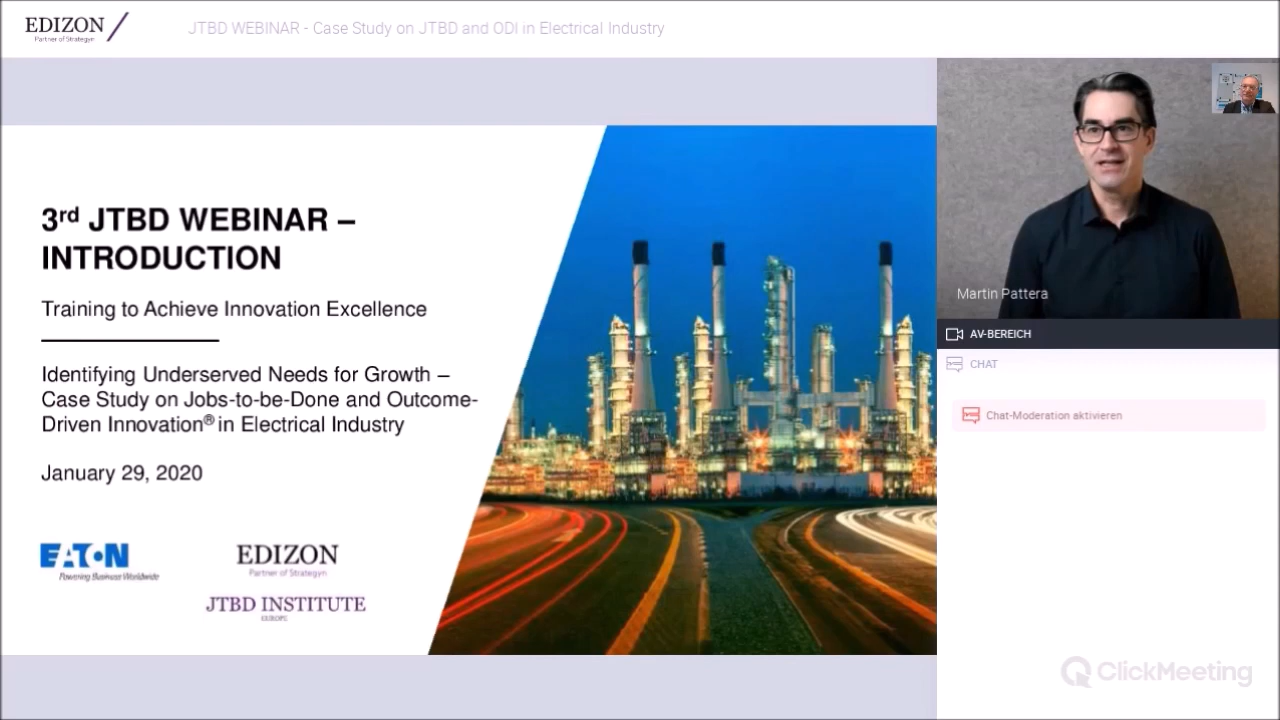 EDIZON
Partner of Strategyn
JTBD WEBINAR - Case Study on JTBD and ODI in Electrical Industry
3rd JTBD WEBINAR –
INTRODUCTION
Training to Achieve Innovation Excellence
Identifying Underserved Needs for Growth –
Case Study on Jobs-to-be-Done and Outcome-
Driven Innovation® in Electrical Industry
January 29, 2020
EATON
Powering Business Worldwide
EDIZON
Partner of Strategyn
JTBD INSTITUTE
EUROPE
Martin Pattera
AV-BEREICH
CHAT
Chat-Moderation aktivieren
ClickMeeting